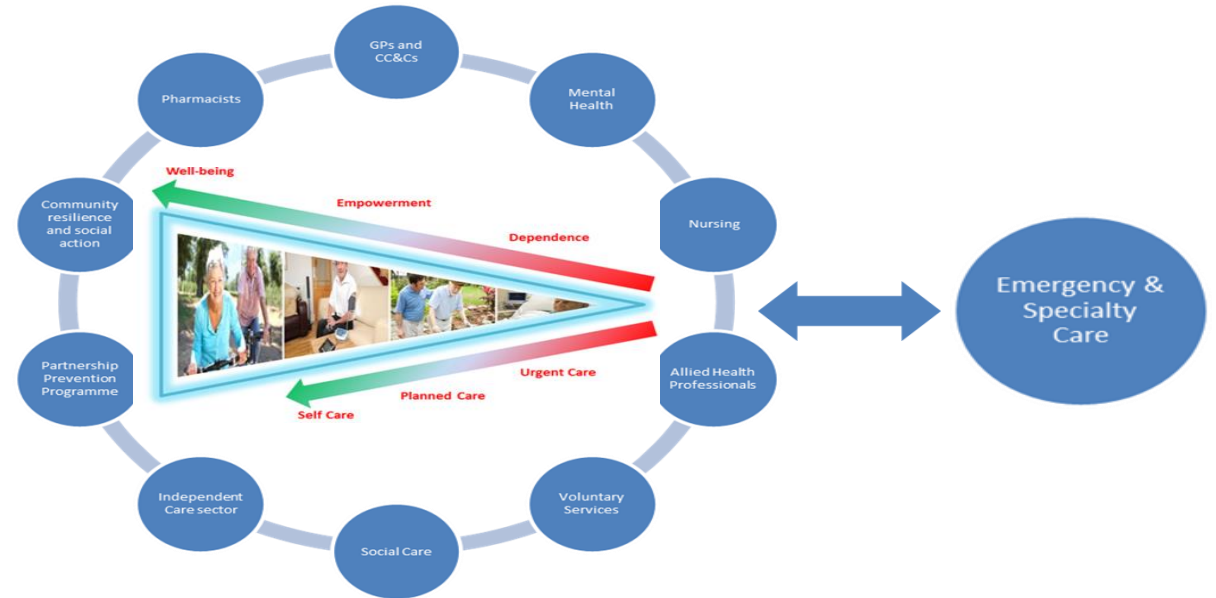 GPs and
CC&Cs
Mental
Health
Pharmacists
Well-being
Empowerment
Dependence
Community
resilience
and social
action
Nursing
Emergency &
Specialty
Care
Partnership
Prevention
Programme
Allied Health
Professionals
Urgent Care
Planned Care
Self Care
Independent
Care sector
Voluntary
Services
Social Care